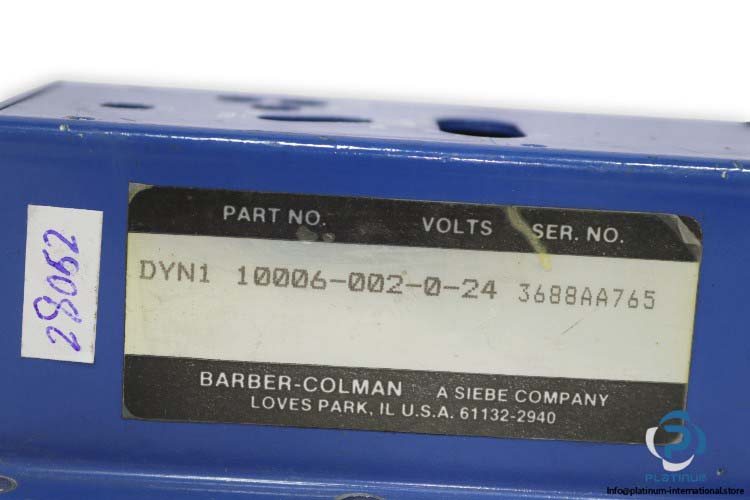 PART NO. VOLTS SER. NO.
DYN1 10006-002-0-24 3688AA765
BARBER-COLMAN A SIEBE COMPANY
LOVES PARK, IL U.S.A. 61132-2940
28052
PLATINUM
Info@platinum-international.store